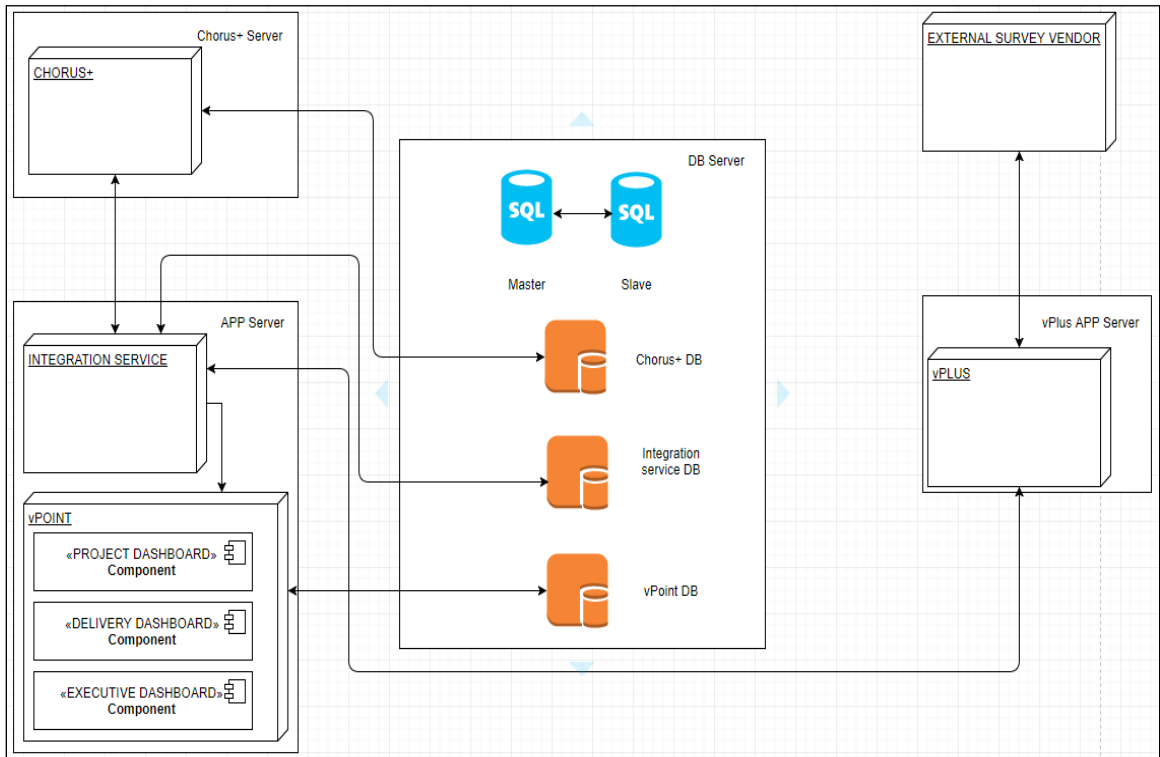 Chorus+ Server
CHORUS+
EXTERNAL SURVEY VENDOR
DB Server
SQL
SQL
Master
Slave
APP Server
INTEGRATION SERVICE
Chorus+ DB
vPlus APP Server
vPLUS
Integration
service DB
vPOINT
«PROJECT DASHBOARD»
Component
vPoint DB
«DELIVERY DASHBOARD»
Component
«EXECUTIVE DASHBOARD»
Component